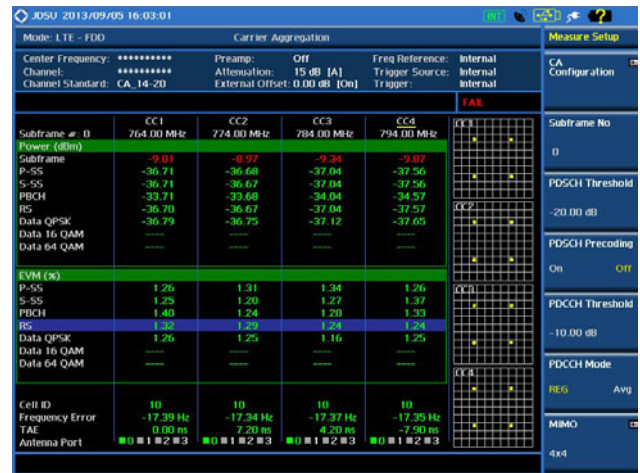 JDSU 2013/09/05 16:03:01 INT
Mode: LTE - FDD Carrier Aggregation Measure Setup
Center Frequency: ********** Preamp: Off Freq Reference: Internal
Channel: ********** Attenuation: 15 dB [A] Trigger Source: Internal
Channel Standard: CA_14-20 External Offset: 0.00 dB [On] Trigger: Internal
CA Configuration
FAIL
CC1 CC2 CC3 CC4
Subframe #: 0 764.00 MHz 774.00 MHz 784.00 MHz 794.00 MHz
Power (dBm)
Subframe -9.01 -8.97 -9.34 -9.87
P-SS -36.71 -36.68 -37.04 -37.56
S-SS -36.71 -36.67 -37.04 -37.56
PBCH -33.71 -33.68 -34.04 -34.57
RS -36.70 -36.67 -37.04 -37.57
Data QPSK -36.79 -36.75 -37.12 -37.65
Data 16 QAM ---- ---- ---- ----
Data 64 QAM ---- ---- ---- ----
EVM (%)
P-SS 1.26 1.31 1.34 1.26
S-SS 1.25 1.20 1.27 1.37
PBCH 1.40 1.24 1.20 1.33
RS 1.32 1.29 1.24 1.24
Data QPSK 1.26 1.25 1.16 1.25
Data 16 QAM ---- ---- ---- ----
Data 64 QAM ---- ---- ---- ----
Cell ID 10 10 10 10
Frequency Error -17.39 Hz -17.34 Hz -17.37 Hz -17.35 Hz
TAE 0.00 ns 7.20 ns 4.20 ns -7.90 ns
Antenna Port 0 1 2 3 0 1 2 3 0 1 2 3 0 1 2 3
CC1
CC2
CC3
CC4
Subframe No
0
PDSCH Threshold
-20.00 dB
PDSCH Precoding
On Off
PDCCH Threshold
-10.00 dB
PDCCH Mode
REG Avg
MIMO
4x4